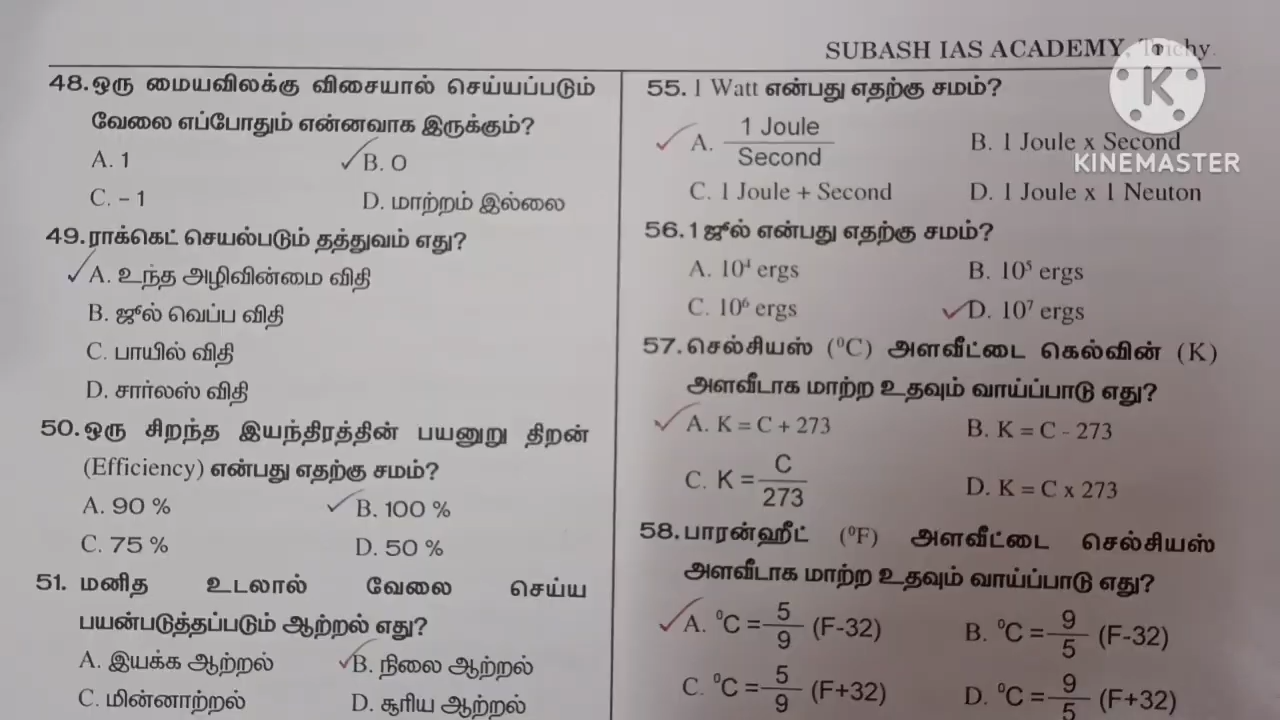 SUBASH IAS ACADEMY, Trichy.
K
KINEMASTER
48. ஒரு மையவிலக்கு விசையால் செய்யப்படும்
வேலை எப்போதும் என்னவாக இருக்கும்?
A. 1 B. 0
C. – 1 D. மாற்றம் இல்லை
49. ராக்கெட் செயல்படும் தத்துவம் எது?
A. உந்த அழிவின்மை விதி
B. ஜூல் வெப்ப விதி
C. பாயில் விதி
D. சார்லஸ் விதி
50. ஒரு சிறந்த இயந்திரத்தின் பயனுறு திறன்
(Efficiency) என்பது எதற்கு சமம்?
A. 90 % B. 100 %
C. 75 % D. 50 %
51. மனித உடலால் வேலை செய்ய
பயன்படுத்தப்படும் ஆற்றல் எது?
A. இயக்க ஆற்றல் B. நிலை ஆற்றல்
C. மின்னாற்றல் D. சூரிய ஆற்றல்
55. 1 Watt என்பது எதற்கு சமம்?
A. 1 Joule / Second B. 1 Joule x Second
C. 1 Joule + Second D. 1 Joule x 1 Neuton
56. 1 ஜூல் என்பது எதற்கு சமம்?
A. 10⁴ ergs B. 10⁵ ergs
C. 10⁶ ergs D. 10⁷ ergs
57. செல்சியஸ் (⁰C) அளவீட்டை கெல்வின் (K)
அளவீடாக மாற்ற உதவும் வாய்ப்பாடு எது?
A. K = C + 273 B. K = C - 273
C. K = C / 273 D. K = C x 273
58. பாரன்ஹீட் (⁰F) அளவீட்டை செல்சியஸ்
அளவீடாக மாற்ற உதவும் வாய்ப்பாடு எது?
A. ⁰C = 5/9 (F-32) B. ⁰C = 9/5 (F-32)
C. ⁰C = 5/9 (F+32) D. ⁰C = 9/5 (F+32)